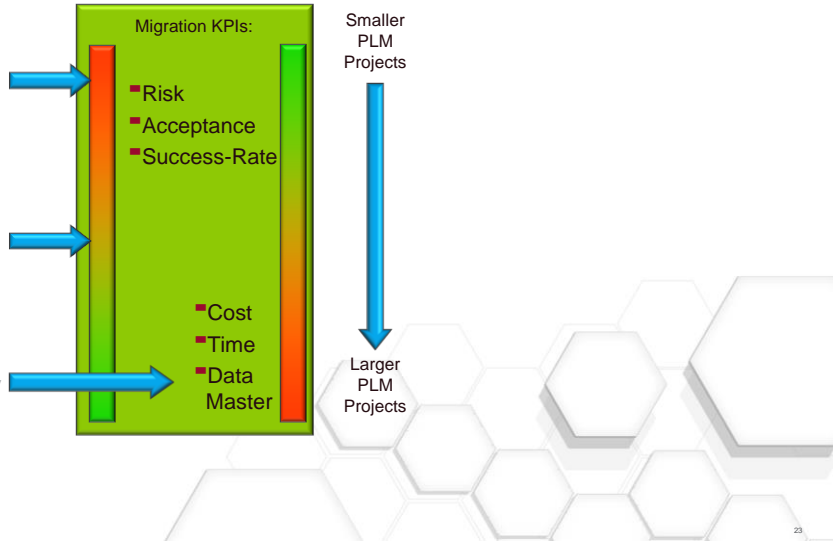 Migration KPIs:
Risk
Acceptance
Success-Rate
Cost
Time
Data
Master
Smaller
PLM
Projects
Larger
PLM
Projects
23